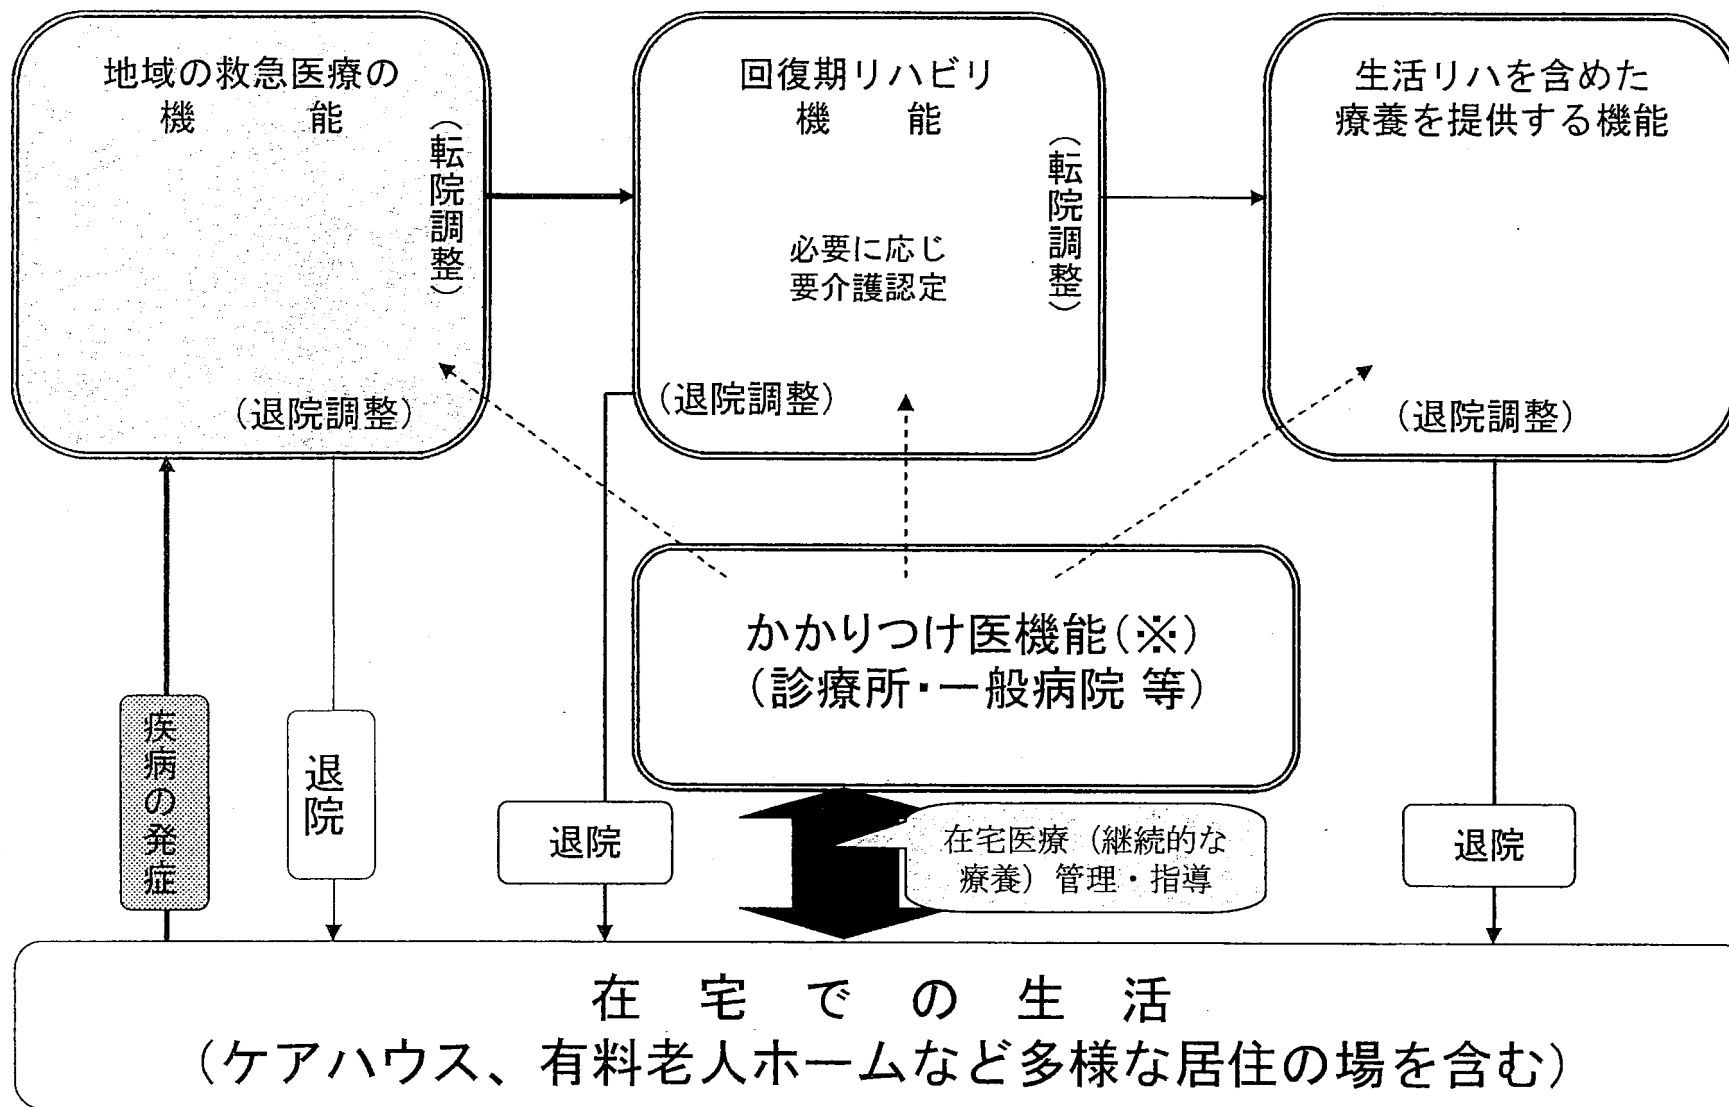 地域の救急医療の
機　能
（転院調整）
（退院調整）
回復期リハビリ
機　能
（転院調整）
必要に応じ
要介護認定
（退院調整）
生活リハを含めた
療養を提供する機能
（退院調整）
かかりつけ医機能（※）
（診療所・一般病院 等）
疾病の発症
退院
退院
在宅医療（継続的な
療養）管理・指導
退院
在　宅　で　の　生　活
（ケアハウス、有料老人ホームなど多様な居住の場を含む）